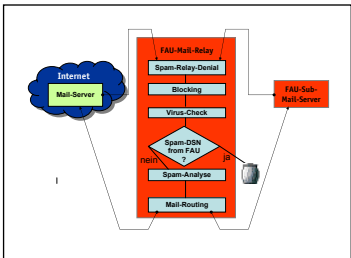 FAU-Mail-Relay
Spam-Relay-Denial
Internet
Mail-Server
Blocking
FAU-Sub-
Mail-Server
Virus-Check
Spam-DSN
from FAU
?
nein
ja
Spam-Analyse
I
Mail-Routing